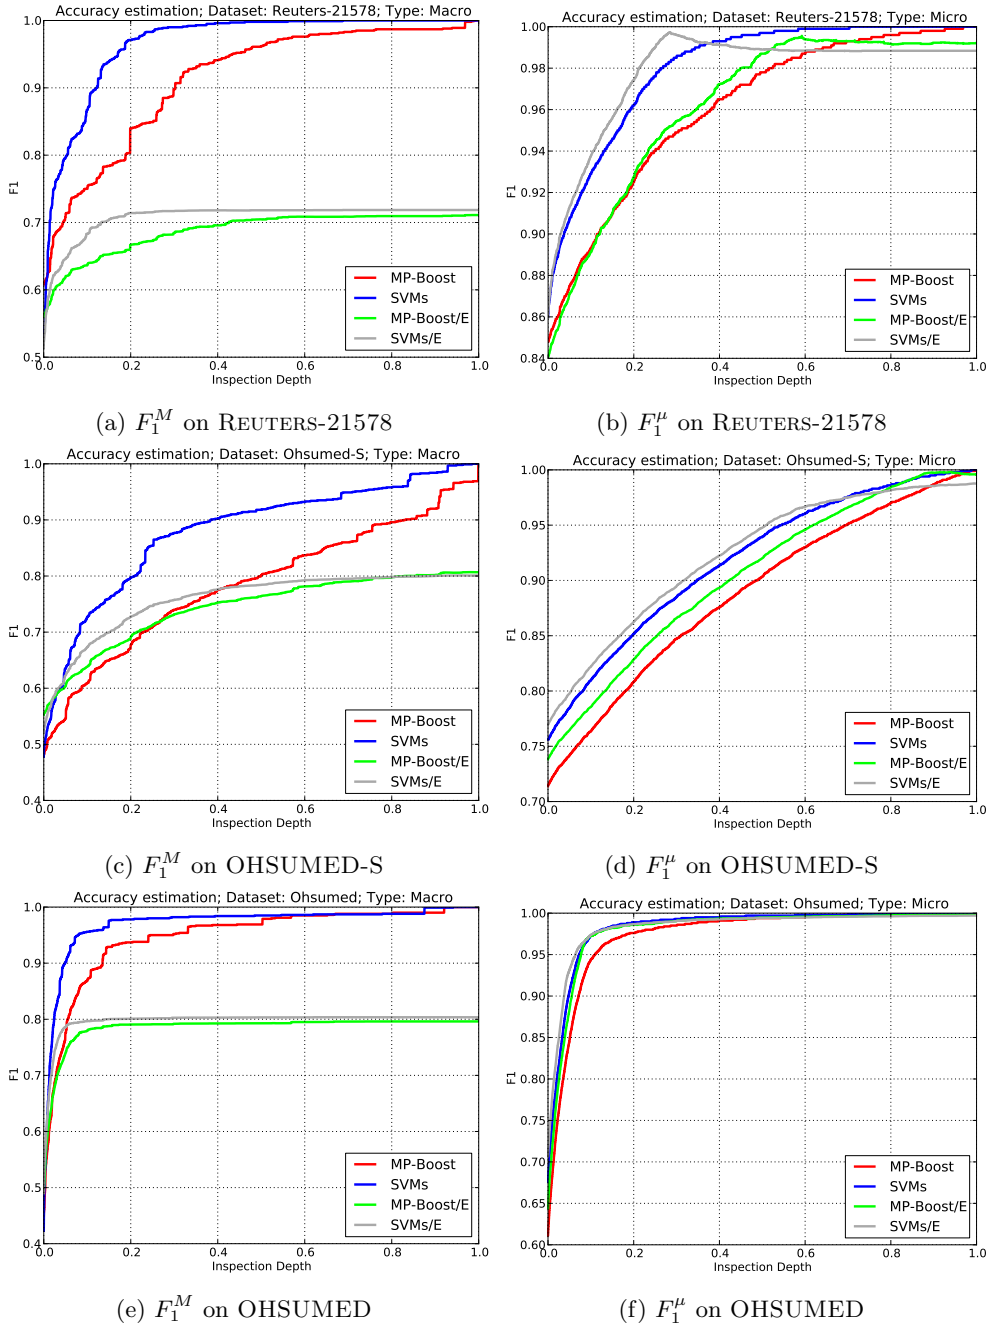 Accuracy estimation; Dataset: Reuters-21578; Type: Macro
1.0
0.9
0.8
0.7
0.6
0.5
F1
0.0 0.2 0.4 0.6 0.8 1.0
Inspection Depth
MP-Boost
SVMs
MP-Boost/E
SVMs/E
(a) F₁ᴹ on REUTERS-21578
Accuracy estimation; Dataset: Reuters-21578; Type: Micro
1.00
0.98
0.96
0.94
0.92
0.90
0.88
0.86
0.84
F1
0.0 0.2 0.4 0.6 0.8 1.0
Inspection Depth
MP-Boost
SVMs
MP-Boost/E
SVMs/E
(b) F₁ᵘ on REUTERS-21578
Accuracy estimation; Dataset: Ohsumed-S; Type: Macro
1.0
0.9
0.8
0.7
0.6
0.5
0.4
F1
0.0 0.2 0.4 0.6 0.8 1.0
Inspection Depth
MP-Boost
SVMs
MP-Boost/E
SVMs/E
(c) F₁ᴹ on OHSUMED-S
Accuracy estimation; Dataset: Ohsumed-S; Type: Micro
1.00
0.95
0.90
0.85
0.80
0.75
0.70
F1
0.0 0.2 0.4 0.6 0.8 1.0
Inspection Depth
MP-Boost
SVMs
MP-Boost/E
SVMs/E
(d) F₁ᵘ on OHSUMED-S
Accuracy estimation; Dataset: Ohsumed; Type: Macro
1.0
0.9
0.8
0.7
0.6
0.5
0.4
F1
0.0 0.2 0.4 0.6 0.8 1.0
Inspection Depth
MP-Boost
SVMs
MP-Boost/E
SVMs/E
(e) F₁ᴹ on OHSUMED
Accuracy estimation; Dataset: Ohsumed; Type: Micro
1.00
0.95
0.90
0.85
0.80
0.75
0.70
0.65
0.60
F1
0.0 0.2 0.4 0.6 0.8 1.0
Inspection Depth
MP-Boost
SVMs
MP-Boost/E
SVMs/E
(f) F₁ᵘ on OHSUMED